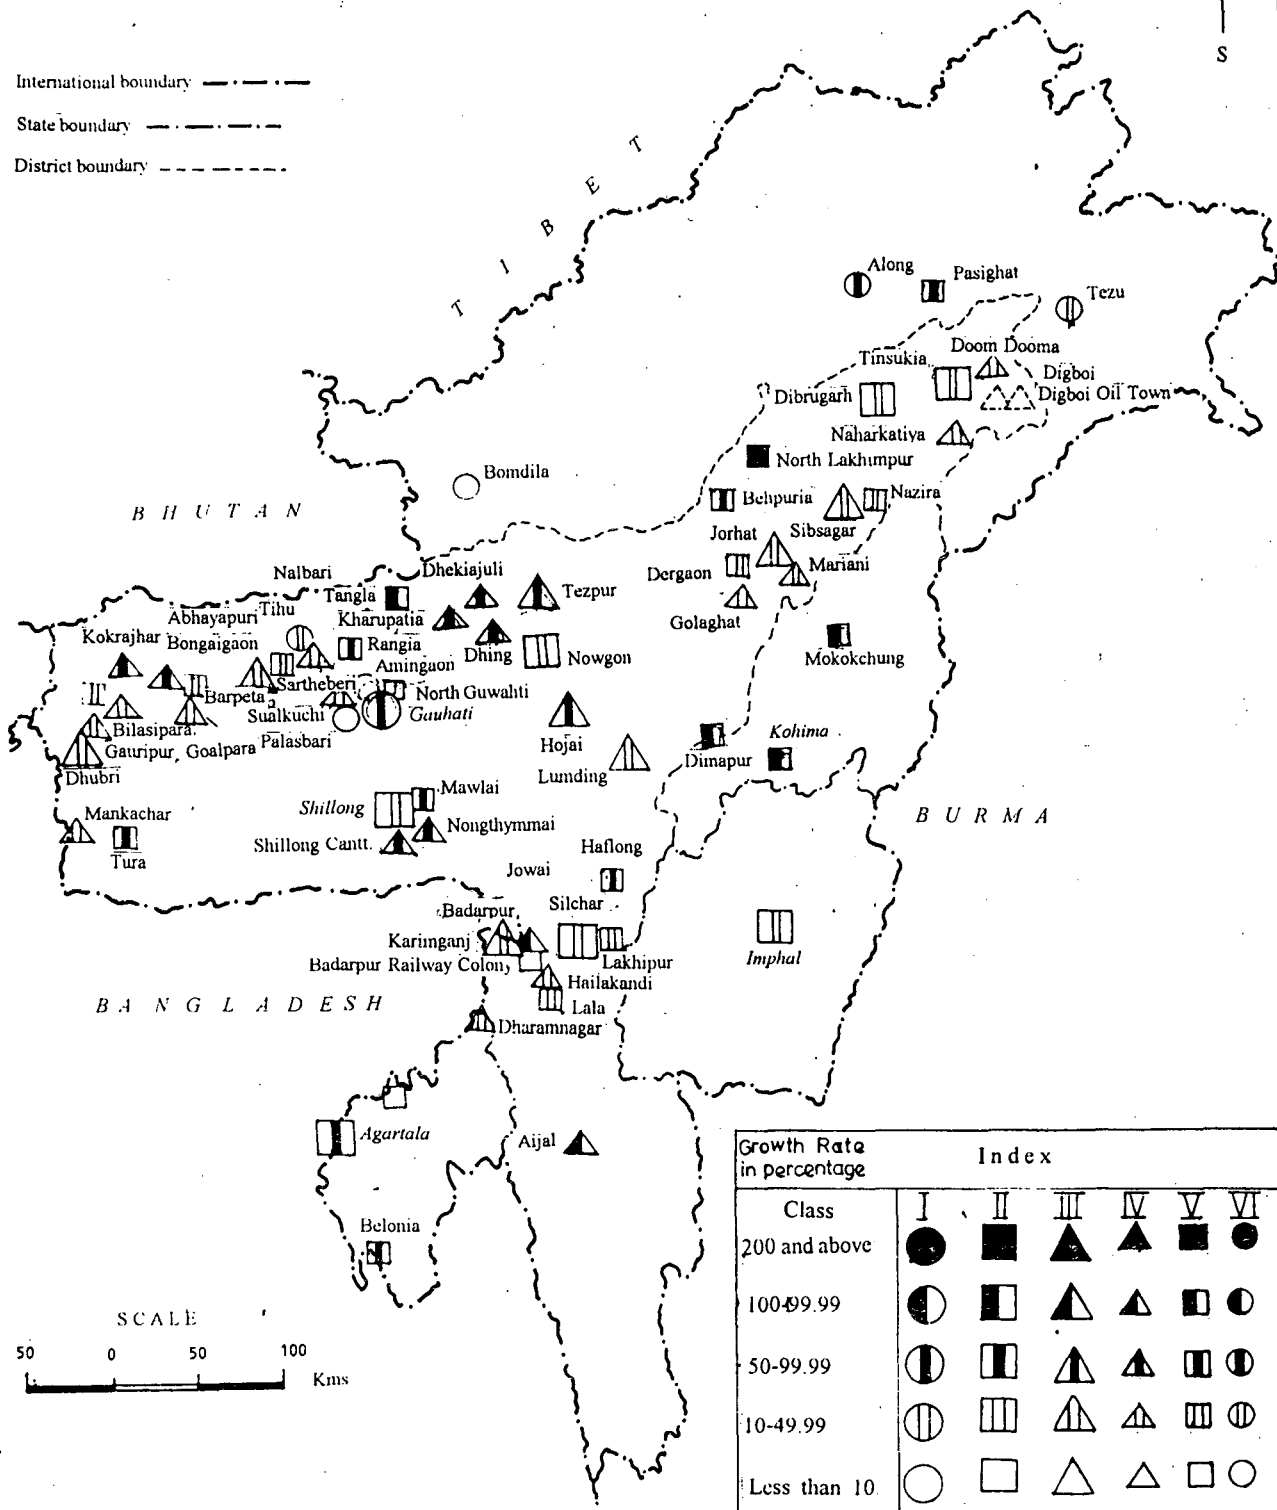 S
International boundary
State boundary
District boundary
TIBET
Along
Pasighat
Tezu
Doom Dooma
Tinsukia
Digboi
Digboi Oil Town
Dibrugarh
Naharkatiya
North Lakhimpur
Bomdila
Behpuria
Nazira
BHUTAN
Jorhat
Sibsagar
Nalbari
Dhekiajuli
Dergaon
Mariani
Tangla
Tezpur
Abhayapuri
Tihu
Kharupatia
Golaghat
Kokrajhar
Bongaigaon
Rangia
Dhing
Nowgon
Mokokchung
Amingaon
Sartheberi
North Guwahti
Barpeta
Sualkuchi
Gauhati
Bilasipara.
Palasbari
Hojai
Kohima
Gauripur, Goalpara
Dimapur
Dhubri
Lumding
Mawlai
Shillong
Mankachar
Nongthymmai
BURMA
Shillong Cantt.
Tura
Haflong
Jowai
Silchar
Badarpur
Karimganj
Badarpur Railway Colony
Lakhipur
Imphal
Hailakandi
BANGLADESH
Lala
Dharamnagar
Agartala
Aijal
Belonia
SCALE
50 0 50 100
Kms
Growth Rate
in percentage
Index
Class I II III IV V VI
200 and above
100-99.99
50-99.99
10-49.99
Less than 10